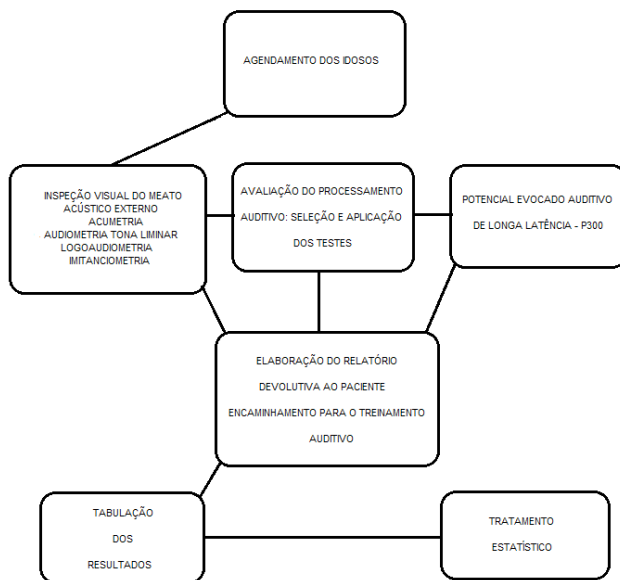 AGENDAMENTO DOS IDOSOS
INSPEÇÃO VISUAL DO MEATO
ACÚSTICO EXTERNO
ACUMETRIA
AUDIOMETRIA TONA LIMINAR
LOGOAUDIOMETRIA
IMITANCIOMETRIA
AVALIAÇÃO DO PROCESSAMENTO
AUDITIVO: SELEÇÃO E APLICAÇÃO
DOS TESTES
POTENCIAL EVOCADO AUDITIVO
DE LONGA LATÊNCIA - P300
ELABORAÇÃO DO RELATÓRIO
DEVOLUTIVA AO PACIENTE
ENCAMINHAMENTO PARA O TREINAMENTO
AUDITIVO
TABULAÇÃO
DOS
RESULTADOS
TRATAMENTO
ESTATÍSTICO